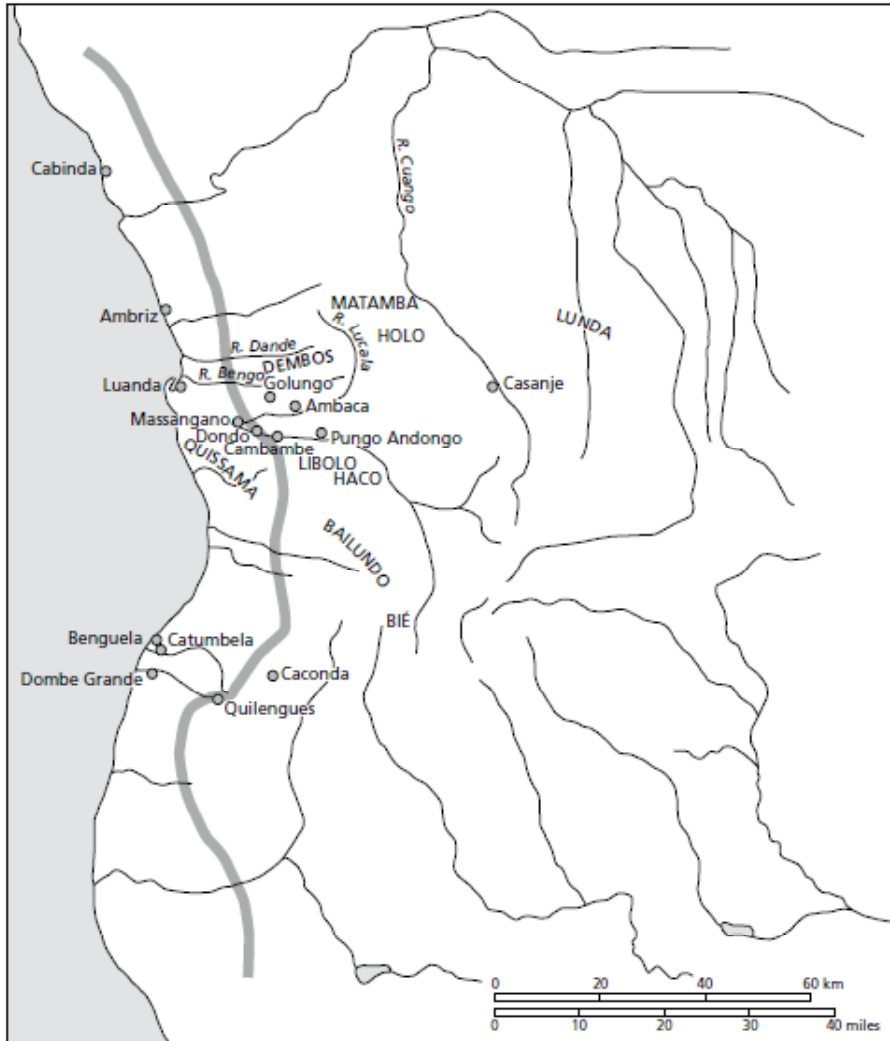 R. Cuango
Cabinda
MATAMBA
Ambriz
R. Lucala
HOLO
LUNDA
R. Dande
DEMBOS
R. Bengo
Golungo
Luanda
Casanje
Ambaca
Massangano
Dondo
Pungo Andongo
Cambambe
QUISSAMA
LIBOLO
HACO
BAILUNDO
BIÉ
Benguela
Catumbela
Dombe Grande
Caconda
Quilengues
0 20 40 60 km
0 10 20 30 40 miles